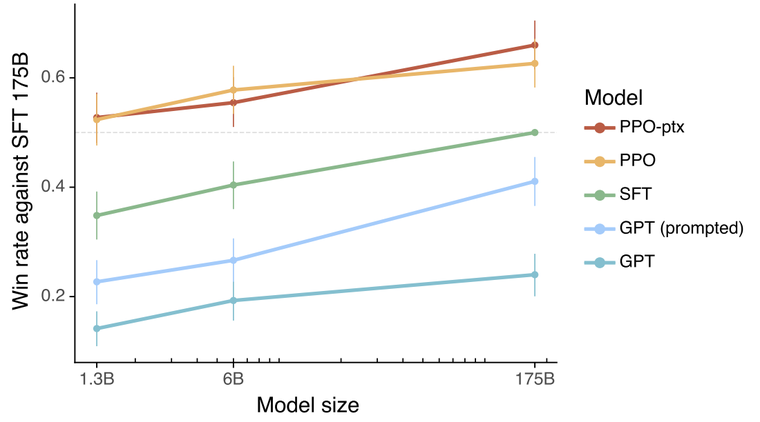 Win rate against SFT 175B
0.6
0.4
0.2
1.3B
6B
175B
Model size
Model
PPO-ptx
PPO
SFT
GPT (prompted)
GPT